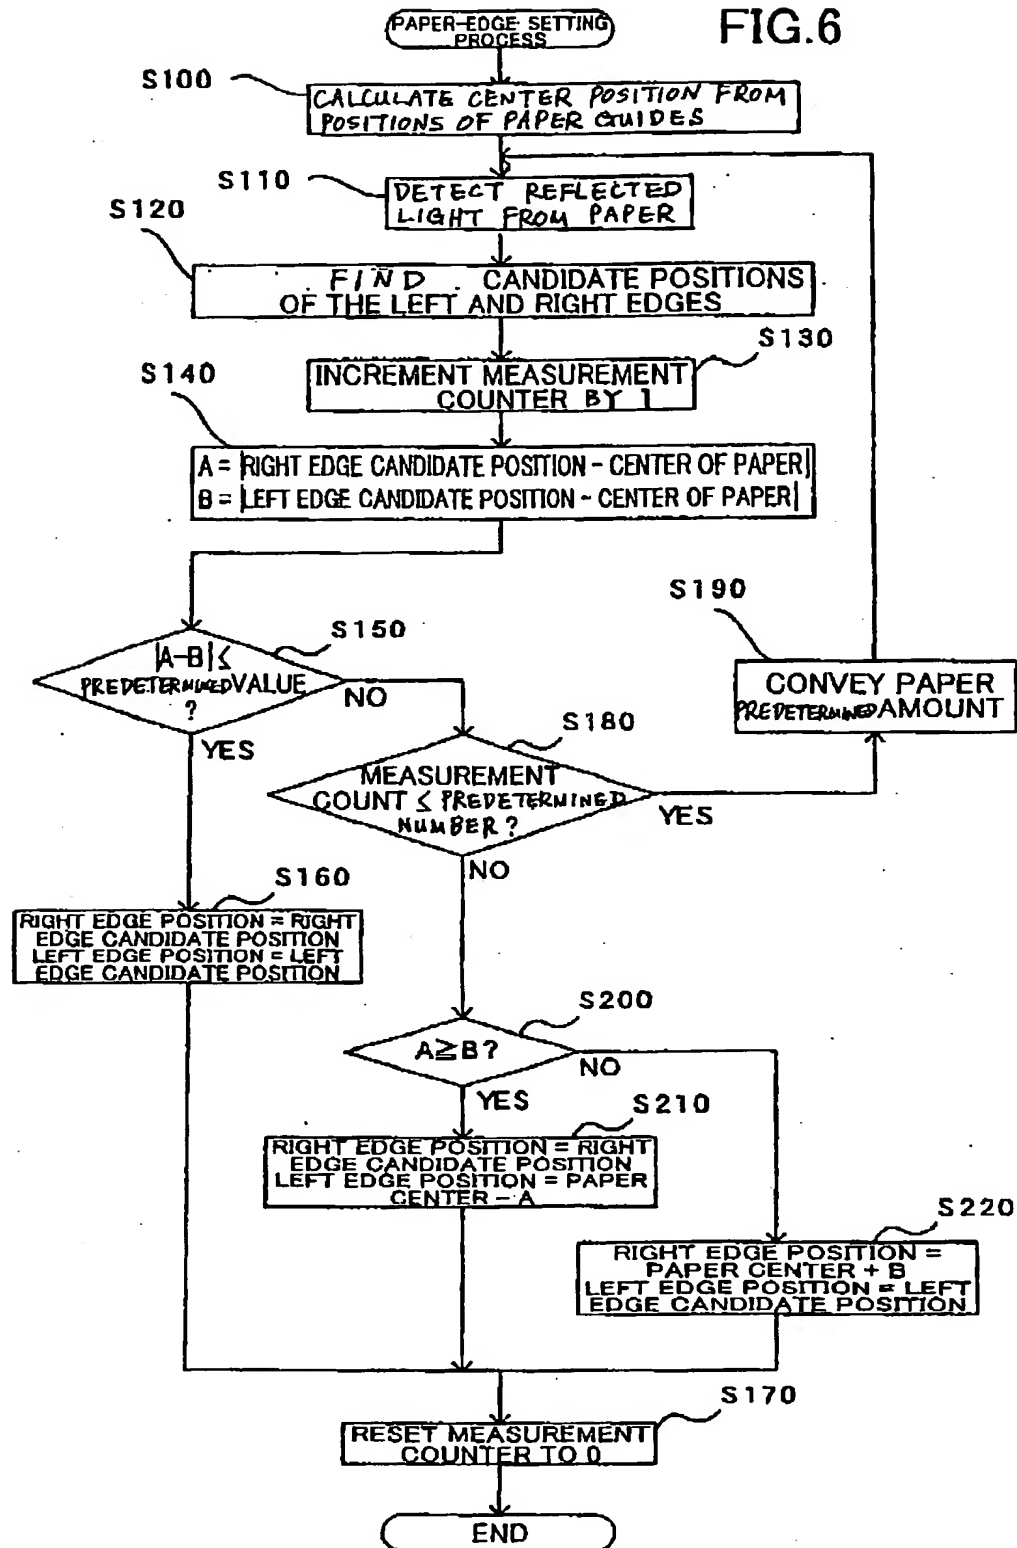 FIG.6
PAPER-EDGE SETTING
PROCESS
S100
CALCULATE CENTER POSITION FROM
POSITIONS OF PAPER GUIDES
S110
DETECT REFLECTED
LIGHT FROM PAPER
S120
FIND CANDIDATE POSITIONS
OF THE LEFT AND RIGHT EDGES
S130
INCREMENT MEASUREMENT
COUNTER BY 1
S140
A = |RIGHT EDGE CANDIDATE POSITION - CENTER OF PAPER|
B = |LEFT EDGE CANDIDATE POSITION - CENTER OF PAPER|
S150
|A-B| ≤
PREDETERMINED VALUE
?
NO
YES
S180
MEASUREMENT
COUNT ≤ PREDETERMINED
NUMBER?
YES
NO
S190
CONVEY PAPER
PREDETERMINED AMOUNT
S160
RIGHT EDGE POSITION = RIGHT
EDGE CANDIDATE POSITION
LEFT EDGE POSITION = LEFT
EDGE CANDIDATE POSITION
S200
A≧B?
NO
YES
S210
RIGHT EDGE POSITION = RIGHT
EDGE CANDIDATE POSITION
LEFT EDGE POSITION = PAPER
CENTER - A
S220
RIGHT EDGE POSITION =
PAPER CENTER + B
LEFT EDGE POSITION = LEFT
EDGE CANDIDATE POSITION
S170
RESET MEASUREMENT
COUNTER TO 0
END